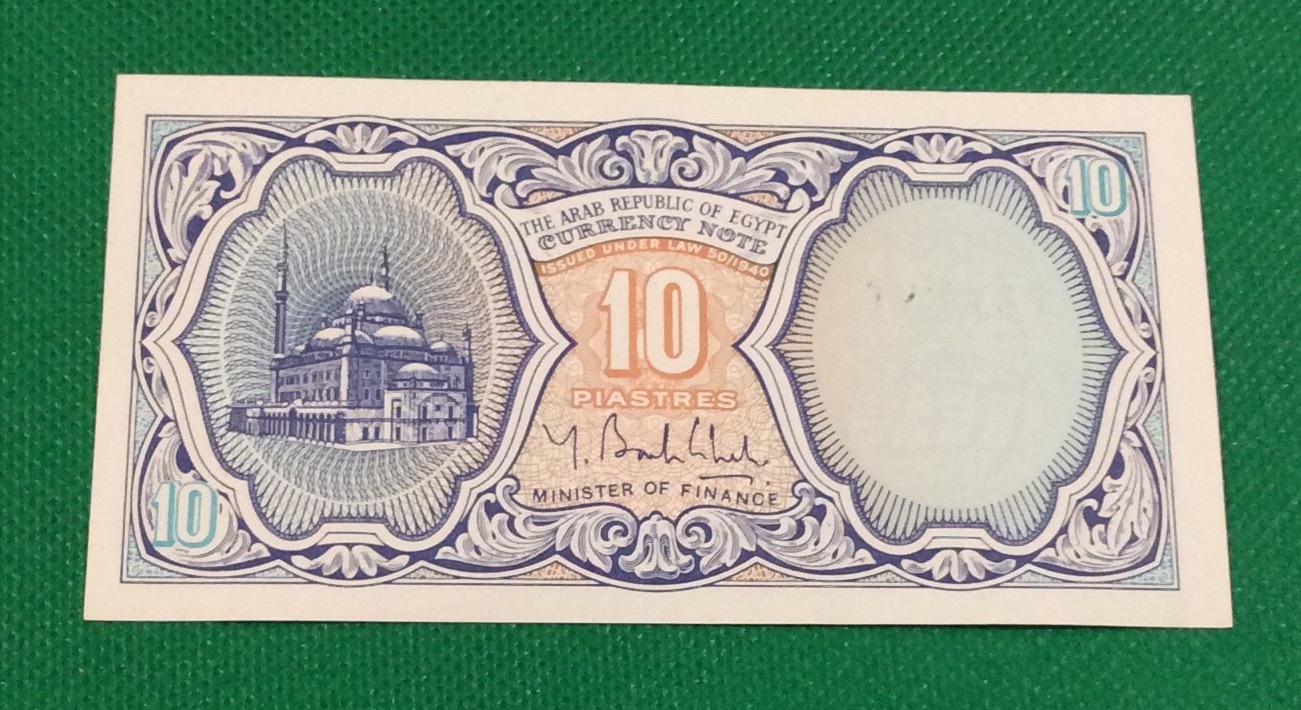 THE ARAB REPUBLIC OF EGYPT
CURRENCY NOTE
ISSUED UNDER LAW 50/1940
10
10
PIASTRES
MINISTER OF FINANCE
10